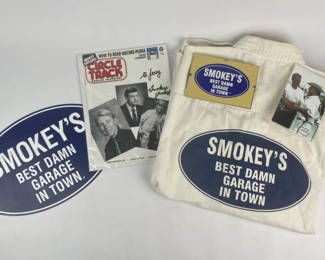 HOW TO READ RACING PLUGS
CIRCLE
TRACK
SMOKEY'S
BEST DAMN
GARAGE
IN TOWN
SMOKEY'S
BEST DAMN
GARAGE
IN TOWN
SMOKEY'S
BEST DAMN
GARAGE
IN TOWN